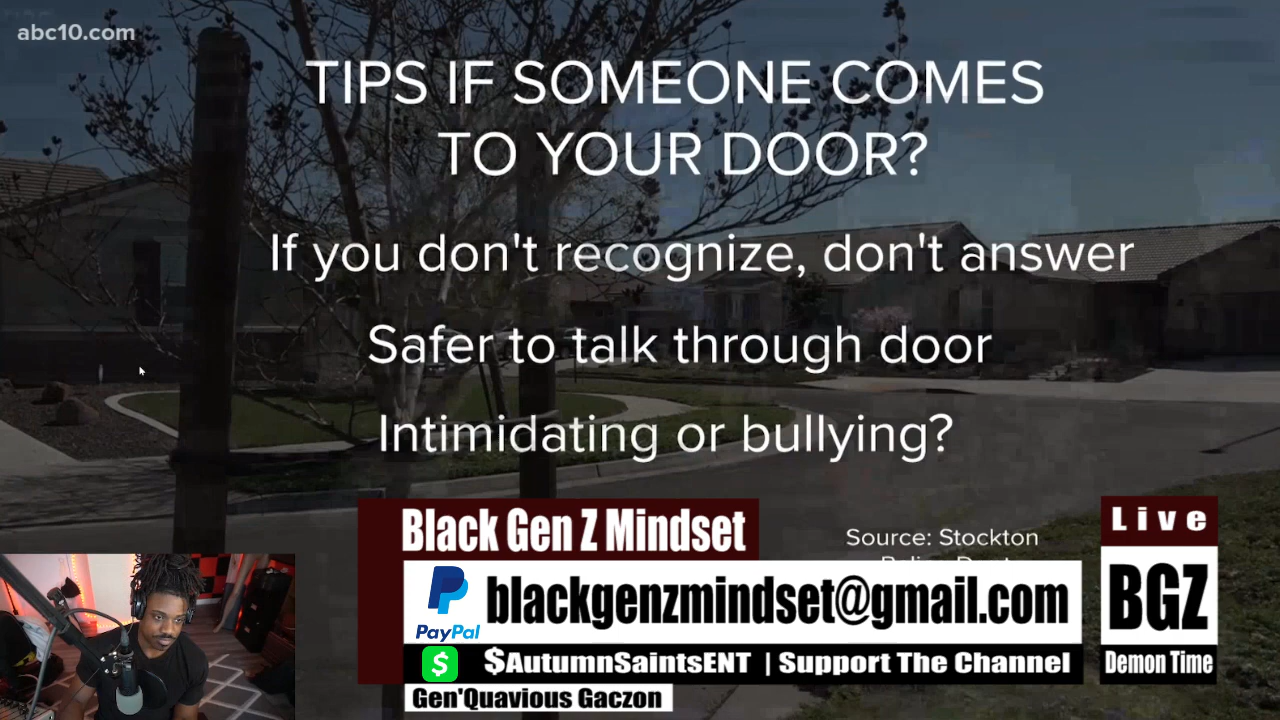 abc10.com
TIPS IF SOMEONE COMES
TO YOUR DOOR?
If you don't recognize, don't answer
Safer to talk through door
Intimidating or bullying?
Source: Stockton
Black Gen Z Mindset
PayPal
blackgenzmindset@gmail.com
$
$AutumnSaintsENT | Support The Channel
Gen'Quavious Gaczon
Live
BGZ
Demon Time